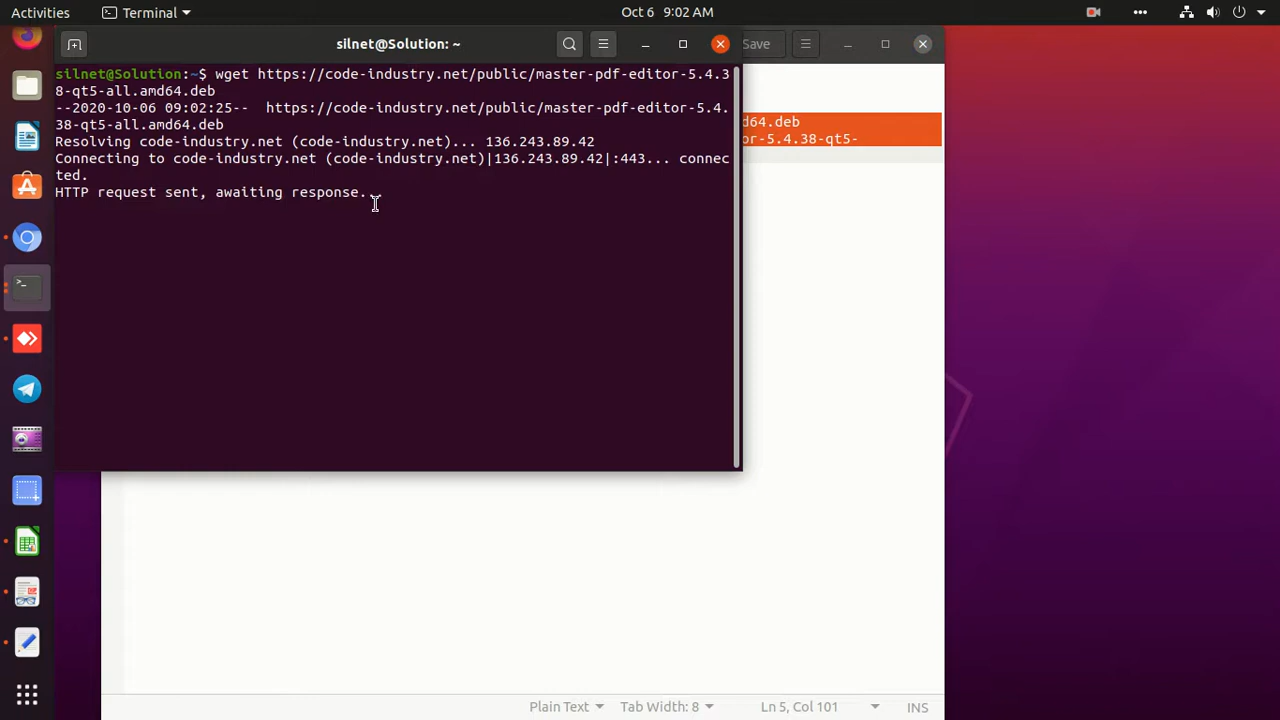 Activities
Terminal
Oct 6 9:02 AM
silnet@Solution: ~
Save
silnet@Solution:~$ wget https://code-industry.net/public/master-pdf-editor-5.4.3
8-qt5-all.amd64.deb
--2020-10-06 09:02:25--  https://code-industry.net/public/master-pdf-editor-5.4.
38-qt5-all.amd64.deb
Resolving code-industry.net (code-industry.net)... 136.243.89.42
Connecting to code-industry.net (code-industry.net)|136.243.89.42|:443... connec
ted.
HTTP request sent, awaiting response...
d64.deb
or-5.4.38-qt5-
Plain Text
Tab Width: 8
Ln 5, Col 101
INS